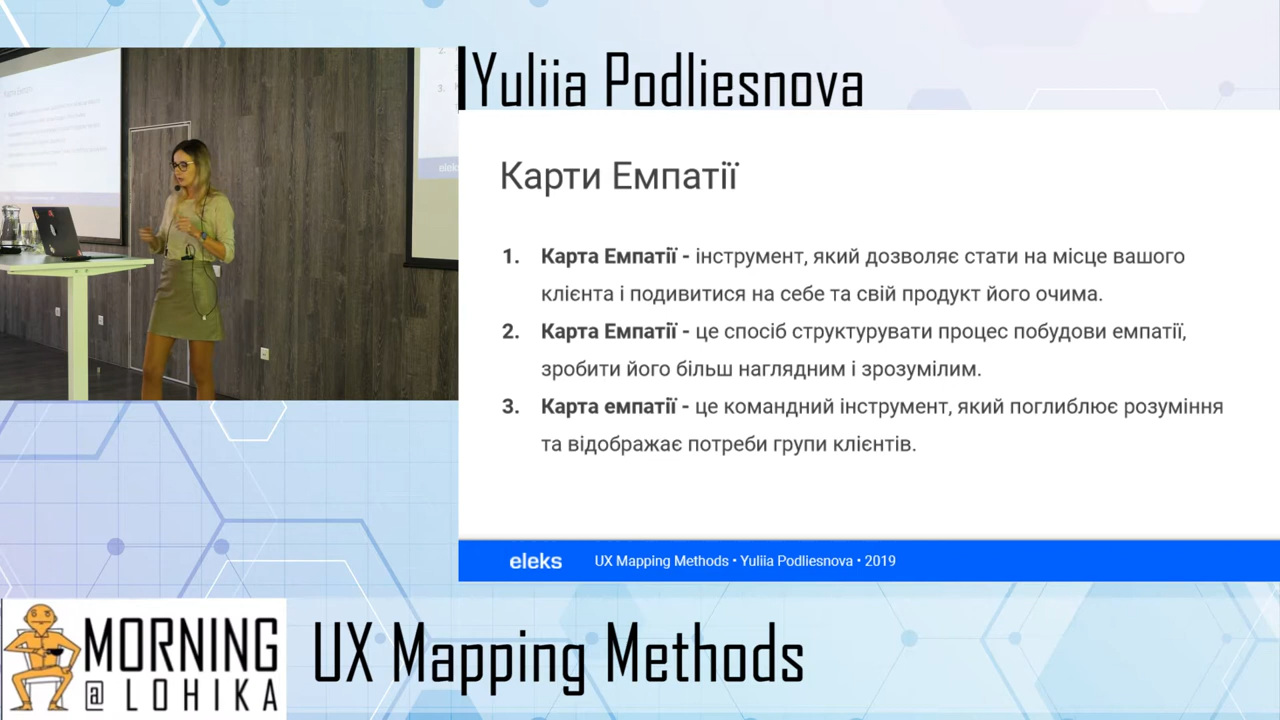 Yuliia Podliesnova
Карти Емпатії
1. Карта Емпатії - інструмент, який дозволяє стати на місце вашого
клієнта і подивитися на себе та свій продукт його очима.
2. Карта Емпатії - це спосіб структурувати процес побудови емпатії,
зробити його більш наглядним і зрозумілим.
3. Карта емпатії - це командний інструмент, який поглиблює розуміння
та відображає потреби групи клієнтів.
eleks UX Mapping Methods • Yuliia Podliesnova • 2019
2.
3.
eleks
MORNING
@ LOHIKA
UX Mapping Methods